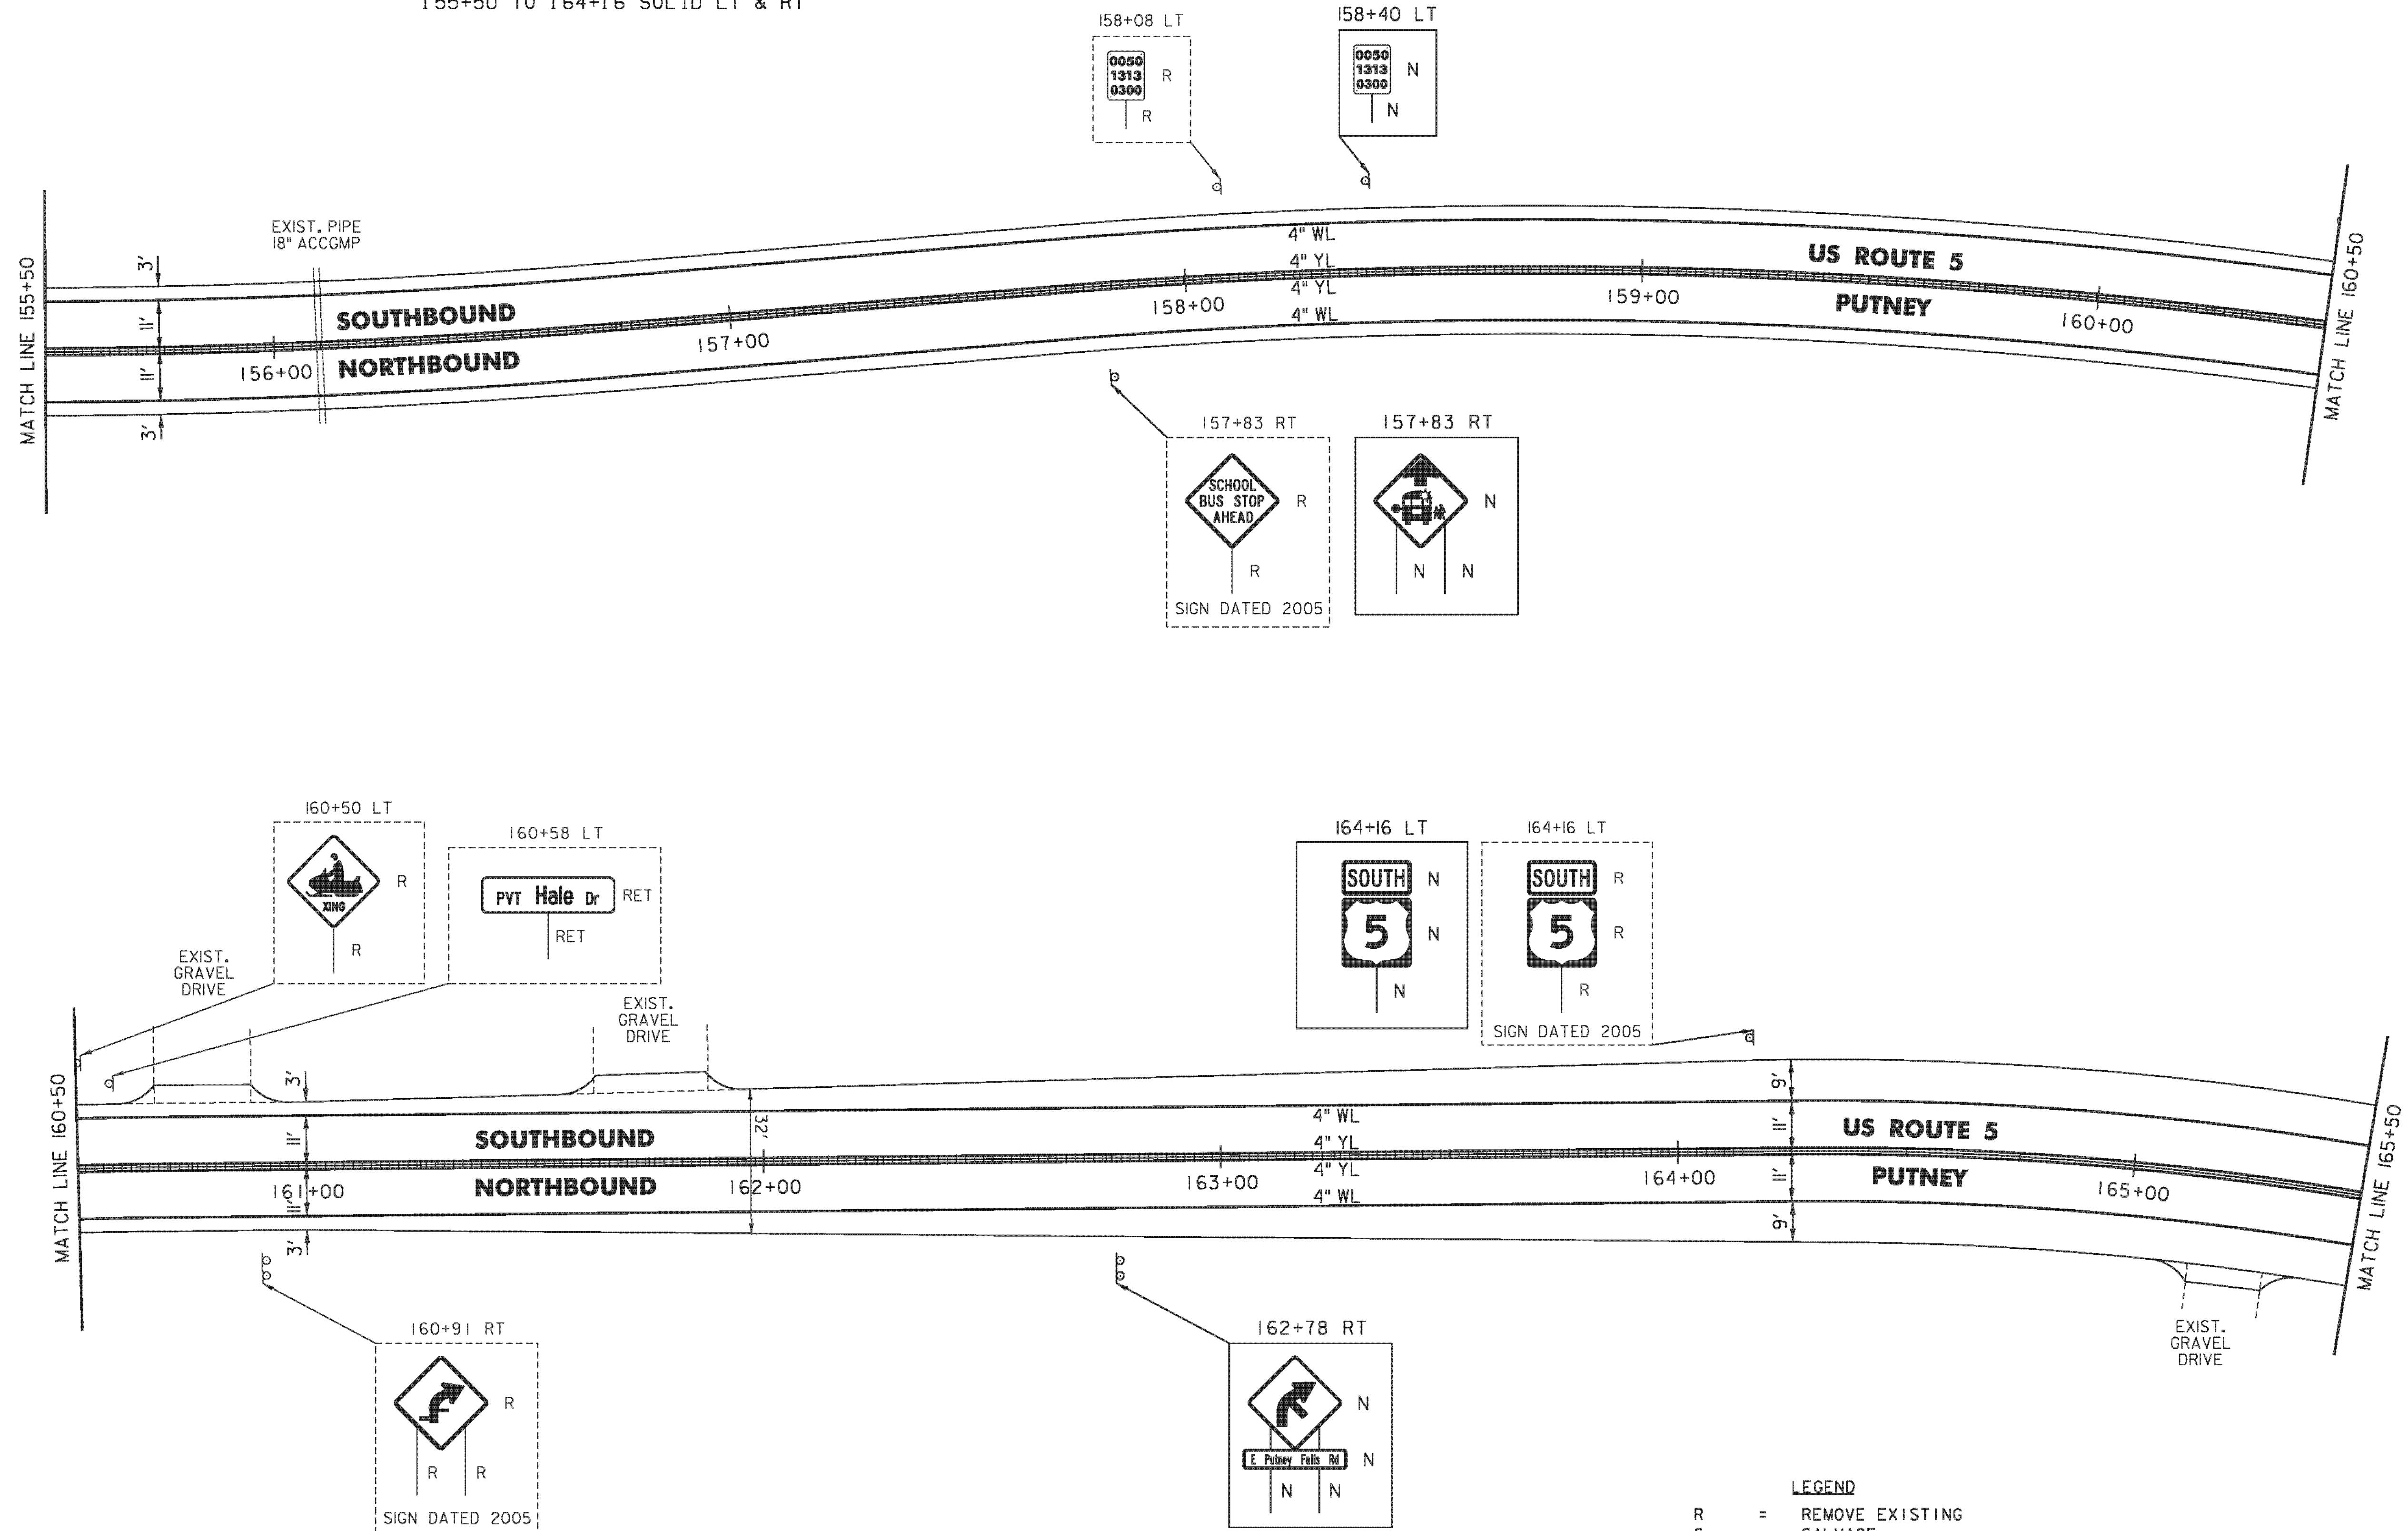 155+50 TO 164+16 SOLID LT & RT
158+08 LT
0050
1313
0300
R
R
158+40 LT
0050
1313
0300
N
N
MATCH LINE 155+50
EXIST. PIPE
18" ACCGMP
3'
11'
11'
3'
SOUTHBOUND
NORTHBOUND
156+00
157+00
158+00
4" WL
4" YL
4" YL
4" WL
159+00
US ROUTE 5
PUTNEY
160+00
MATCH LINE 160+50
157+83 RT
SCHOOL
BUS STOP
AHEAD
R
R
SIGN DATED 2005
157+83 RT
N
N N
160+50 LT
XING
R
R
160+58 LT
PVT Hale Dr
RET
RET
EXIST.
GRAVEL
DRIVE
EXIST.
GRAVEL
DRIVE
164+16 LT
SOUTH N
5 N
N
164+16 LT
SOUTH R
5 R
R
SIGN DATED 2005
MATCH LINE 160+50
3'
11'
11'
3'
SOUTHBOUND
NORTHBOUND
161+00
32'
162+00
163+00
4" WL
4" YL
4" YL
4" WL
164+00
9'
11'
11'
9'
US ROUTE 5
PUTNEY
165+00
MATCH LINE 165+50
EXIST.
GRAVEL
DRIVE
160+91 RT
R
R R
SIGN DATED 2005
162+78 RT
N
E Putney Falls Rd N
N N
LEGEND
R = REMOVE EXISTING